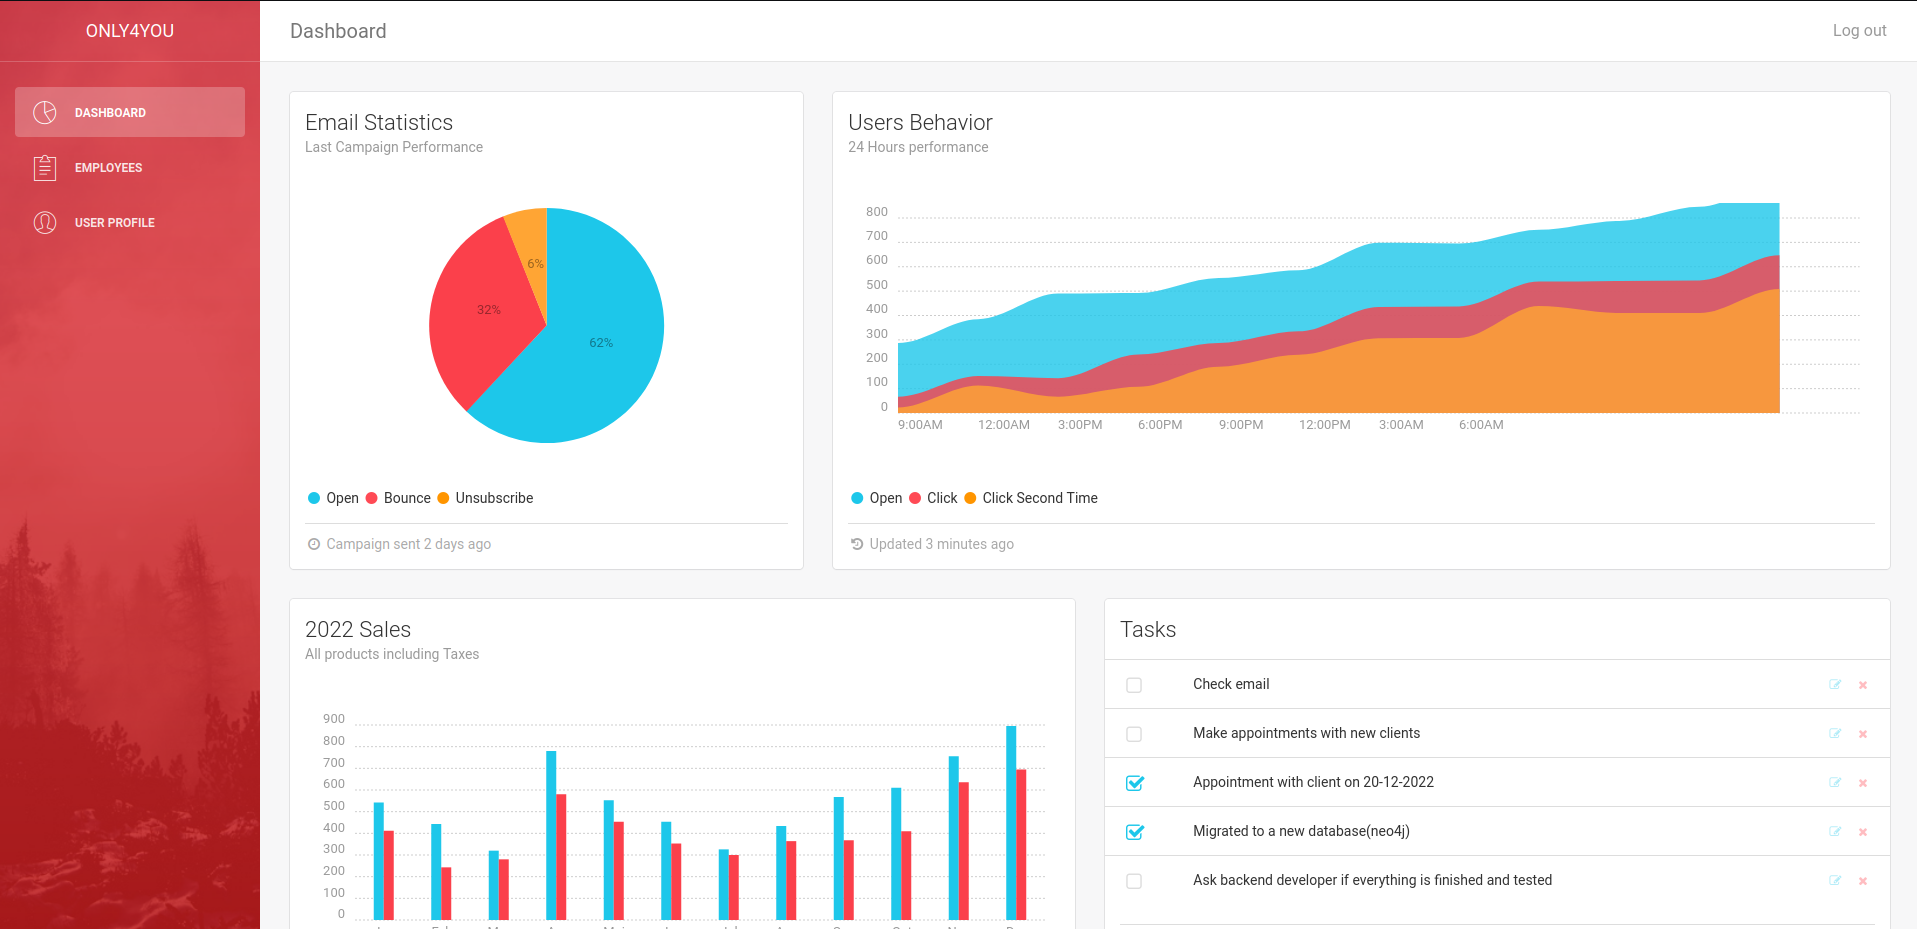 ONLY4YOU
Dashboard
Log out
DASHBOARD
EMPLOYEES
USER PROFILE
Email Statistics
Last Campaign Performance
6%
32%
62%
Open Bounce Unsubscribe
Campaign sent 2 days ago
Users Behavior
24 Hours performance
800
700
600
500
400
300
200
100
0
9:00AM 12:00AM 3:00PM 6:00PM 9:00PM 12:00PM 3:00AM 6:00AM
Open Click Click Second Time
Updated 3 minutes ago
2022 Sales
All products including Taxes
900
800
700
600
500
400
300
200
100
0
Tasks
Check email
Make appointments with new clients
Appointment with client on 20-12-2022
Migrated to a new database(neo4j)
Ask backend developer if everything is finished and tested